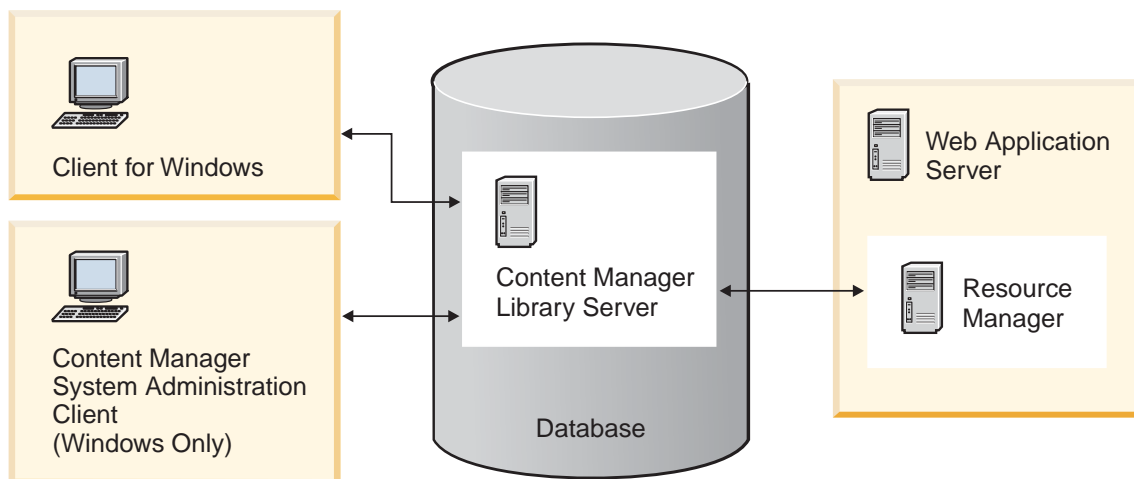 Client for Windows
Content Manager
System Administration
Client
(Windows Only)
Content Manager
Library Server
Database
Web Application
Server
Resource
Manager